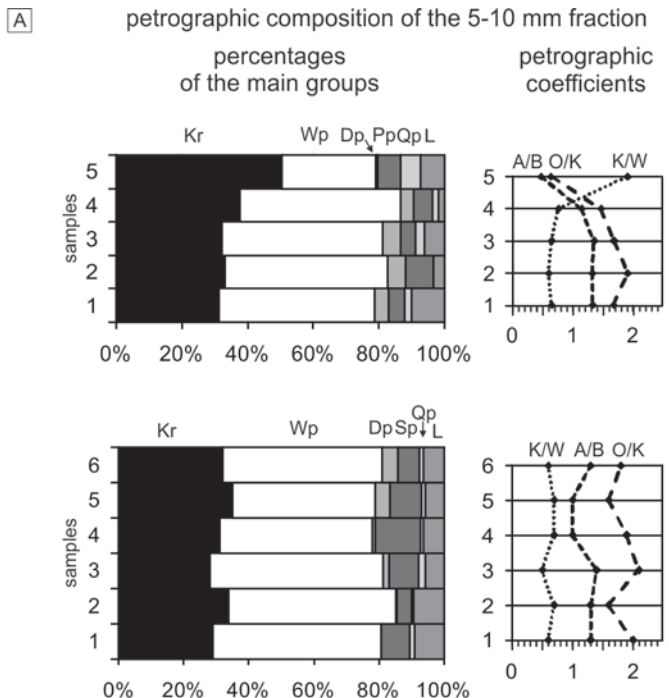 A
petrographic composition of the 5-10 mm fraction
percentages
of the main groups
petrographic
coefficients
Kr Wp Dp Pp Qp L
samples
5
4
3
2
1
0% 20% 40% 60% 80% 100%
A/B O/K K/W
5
4
3
2
1
0 1 2
Kr Wp Dp Sp Qp L
samples
6
5
4
3
2
1
0% 20% 40% 60% 80% 100%
K/W A/B O/K
6
5
4
3
2
1
0 1 2